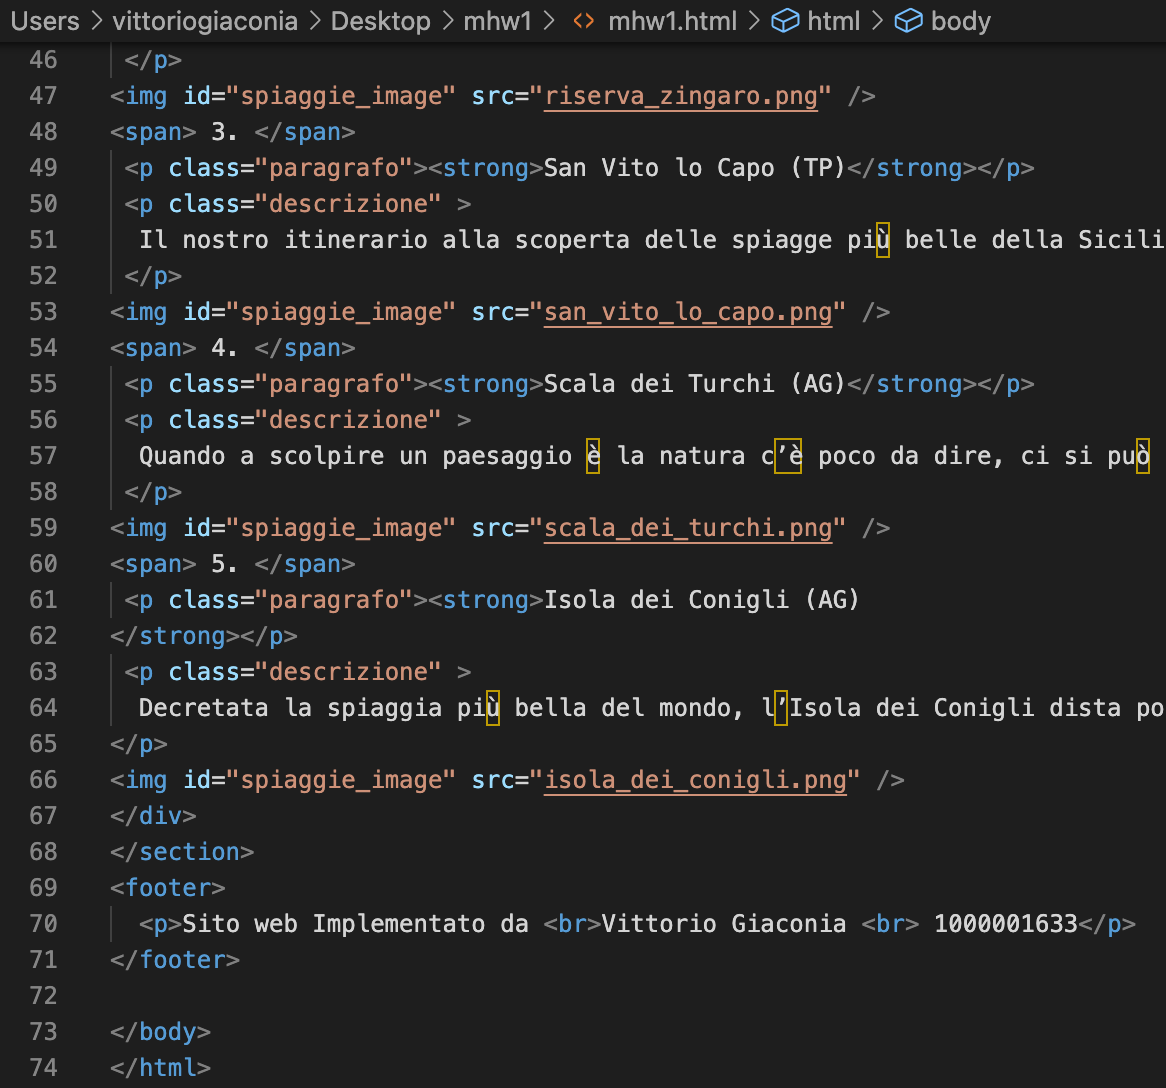 Users > vittoriogiaconia > Desktop > mhw1 > <> mhw1.html > html > body
46 </p>
47 <img id="spiaggie_image" src="riserva_zingaro.png" />
48 <span> 3. </span>
49 <p class="paragrafo"><strong>San Vito lo Capo (TP)</strong></p>
50 <p class="descrizione" >
51 Il nostro itinerario alla scoperta delle spiagge più belle della Sicili
52 </p>
53 <img id="spiaggie_image" src="san_vito_lo_capo.png" />
54 <span> 4. </span>
55 <p class="paragrafo"><strong>Scala dei Turchi (AG)</strong></p>
56 <p class="descrizione" >
57 Quando a scolpire un paesaggio è la natura c’è poco da dire, ci si può
58 </p>
59 <img id="spiaggie_image" src="scala_dei_turchi.png" />
60 <span> 5. </span>
61 <p class="paragrafo"><strong>Isola dei Conigli (AG)
62 </strong></p>
63 <p class="descrizione" >
64 Decretata la spiaggia più bella del mondo, l’Isola dei Conigli dista po
65 </p>
66 <img id="spiaggie_image" src="isola_dei_conigli.png" />
67 </div>
68 </section>
69 <footer>
70 <p>Sito web Implementato da <br>Vittorio Giaconia <br> 1000001633</p>
71 </footer>
72
73 </body>
74 </html>